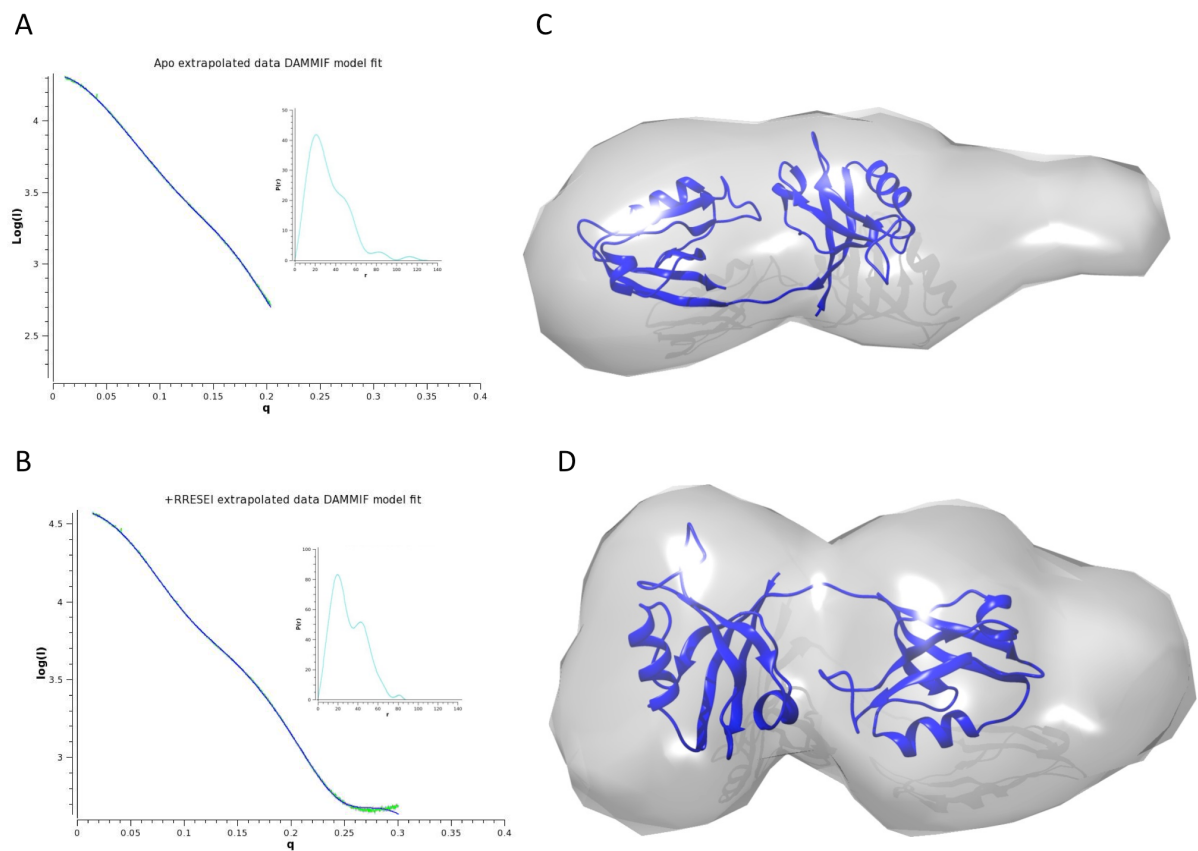 A
Apo extrapolated data DAMMIF model fit
4
3.5
3
2.5
Log(I)
0 0.05 0.1 0.15 0.2 0.25 0.3 0.35 0.4
q
50
40
30
20
10
0
P(r)
0 20 40 60 80 100 120 140
r
C
B
+RRESEI extrapolated data DAMMIF model fit
4.5
4
3.5
3
log(I)
0 0.05 0.1 0.15 0.2 0.25 0.3 0.35 0.4
q
100
80
60
40
20
0
P(r)
0 20 40 60 80 100 120 140
r
D